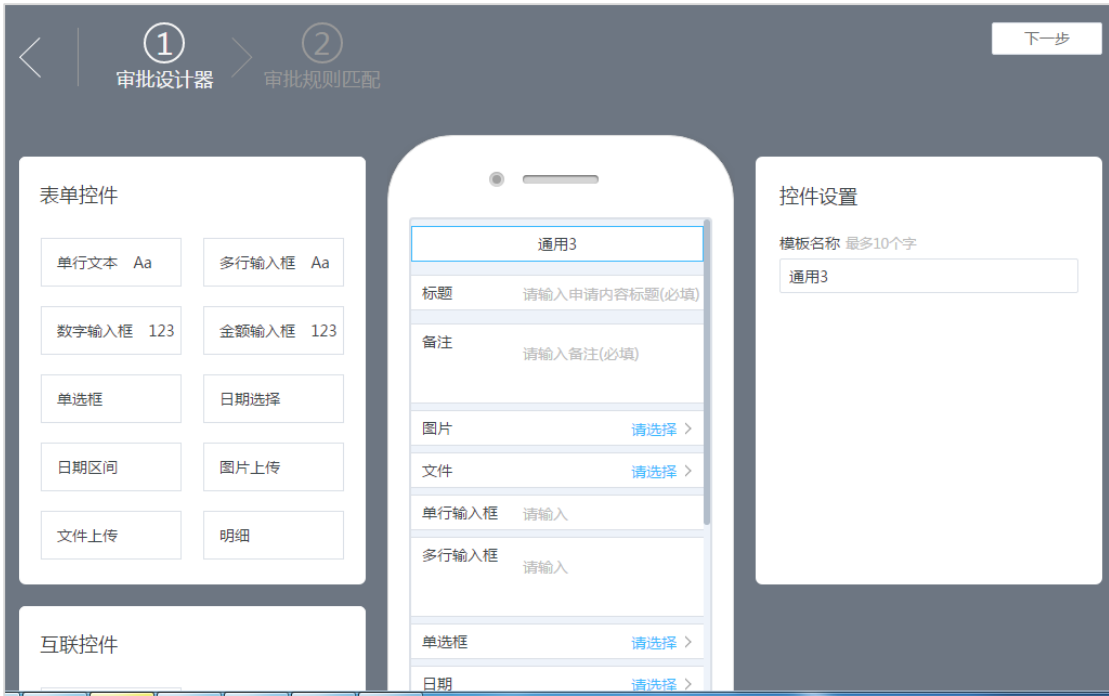 1
审批设计器
2
审批规则匹配
下一步
表单控件
单行文本 Aa
多行输入框 Aa
数字输入框 123
金额输入框 123
单选框
日期选择
日期区间
图片上传
文件上传
明细
互联控件
通用3
标题 请输入申请内容标题(必填)
备注 请输入备注(必填)
图片 请选择
文件 请选择
单行输入框 请输入
多行输入框 请输入
单选框 请选择
日期 请选择
控件设置
模板名称 最多10个字
通用3